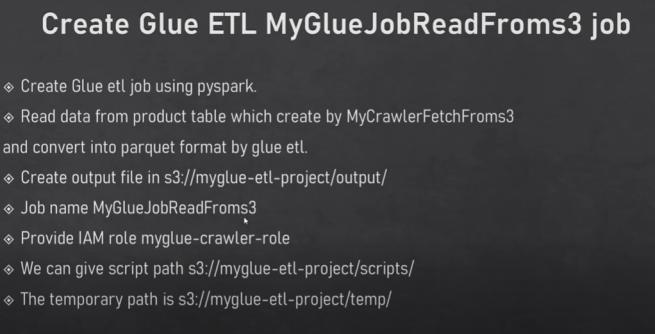 Create Glue ETL MyGlueJobReadFroms3 job
◈ Create Glue etl job using pyspark.
◈ Read data from product table which create by MyCrawlerFetchFroms3
and convert into parquet format by glue etl.
◈ Create output file in s3://myglue-etl-project/output/
◈ Job name MyGlueJobReadFroms3
◈ Provide IAM role myglue-crawler-role
◈ We can give script path s3://myglue-etl-project/scripts/
◈ The temporary path is s3://myglue-etl-project/temp/